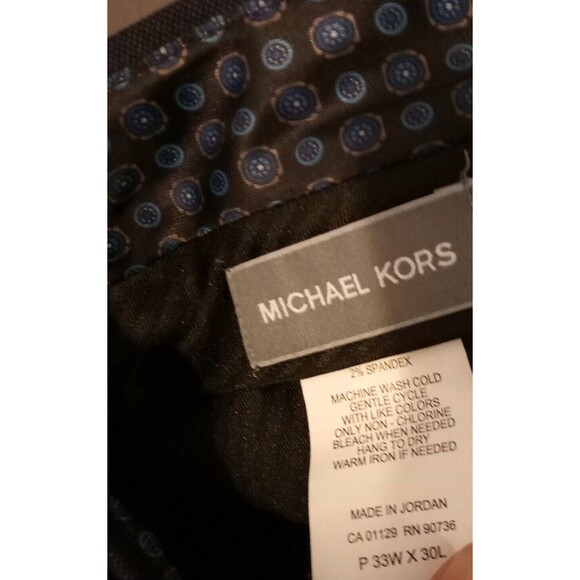 MICHAEL KORS
2% SPANDEX
MACHINE WASH COLD
GENTLE CYCLE
WITH LIKE COLORS
ONLY NON - CHLORINE
BLEACH WHEN NEEDED
HANG TO DRY
WARM IRON IF NEEDED
MADE IN JORDAN
CA 01129 RN 90736
P 33W X 30L